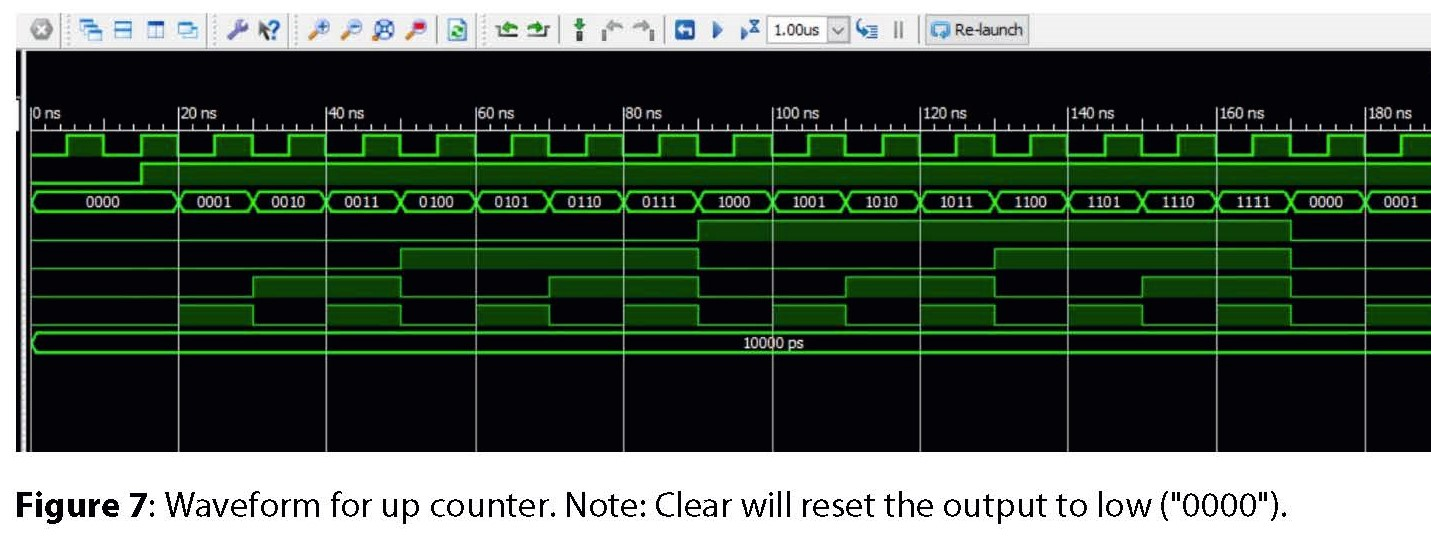 1.00us Re-launch
0 ns 20 ns 40 ns 60 ns 80 ns 100 ns 120 ns 140 ns 160 ns 180 ns
0000 0001 0010 0011 0100 0101 0110 0111 1000 1001 1010 1011 1100 1101 1110 1111 0000 0001
10000 ps
Figure 7: Waveform for up counter. Note: Clear will reset the output to low ("0000").